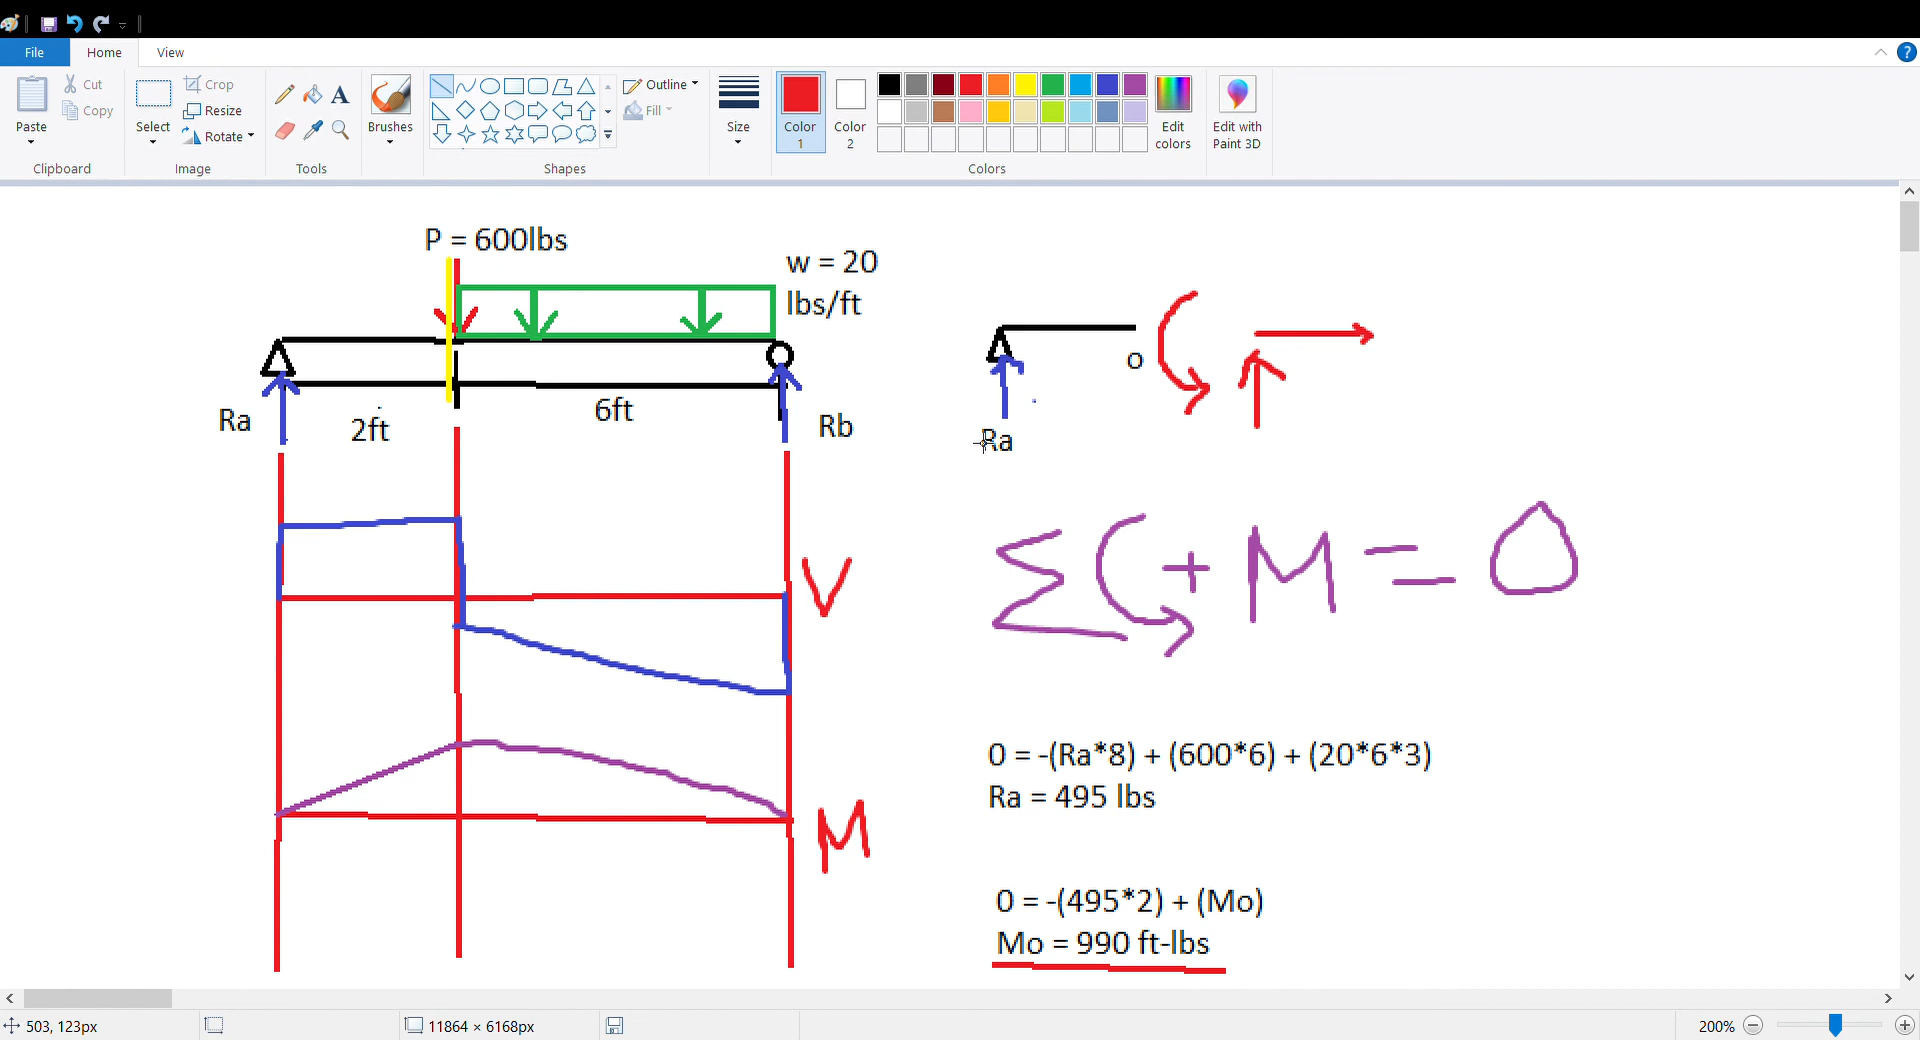 File Home View
Paste
Cut
Copy
Clipboard
Select
Crop
Resize
Rotate
Image
Tools
Brushes
Shapes
Outline
Fill
Size
Color 1
Color 2
Edit colors
Colors
Edit with Paint 3D
P = 600lbs
w = 20
lbs/ft
Ra
2ft
6ft
Rb
o
Ra
V
Σ + M = 0
M
0 = -(Ra*8) + (600*6) + (20*6*3)
Ra = 495 lbs
0 = -(495*2) + (Mo)
Mo = 990 ft-lbs
503, 123px
11864 × 6168px
200%